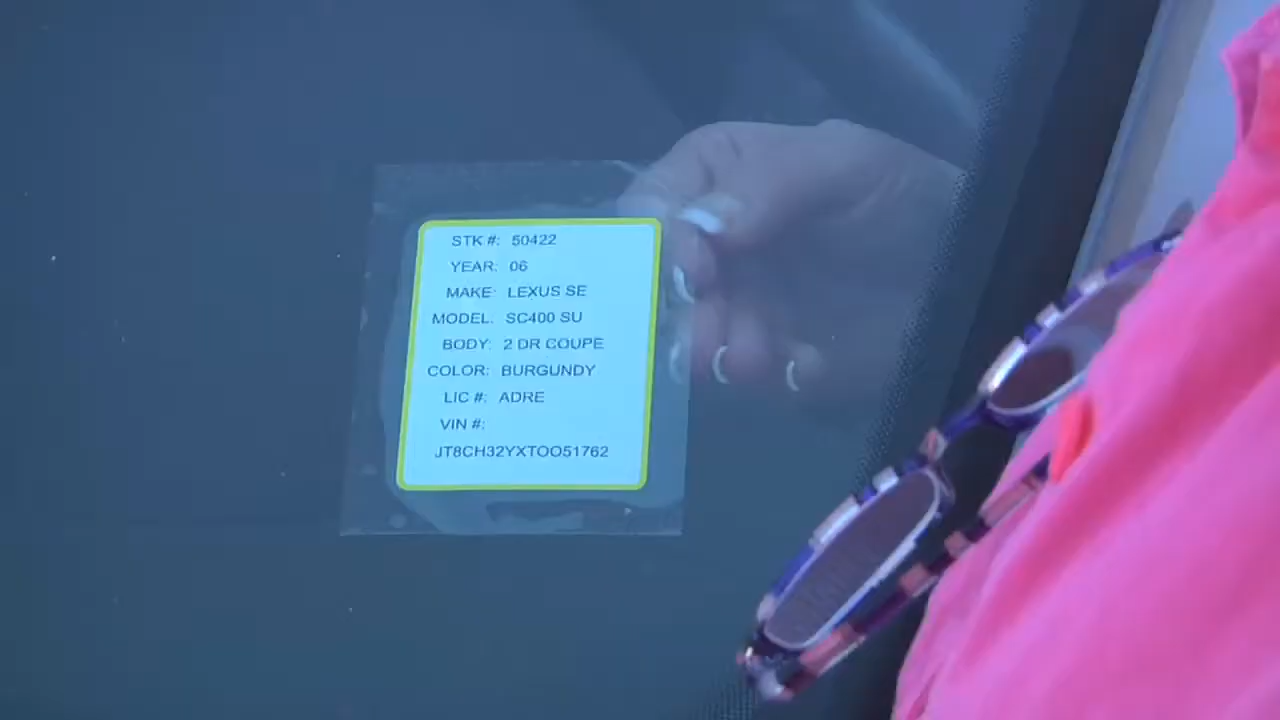 STK #: 50422
YEAR: 06
MAKE: LEXUS SE
MODEL: SC400 SU
BODY: 2 DR COUPE
COLOR: BURGUNDY
LIC #: ADRE
VIN #:
JT8CH32YXTOO51762